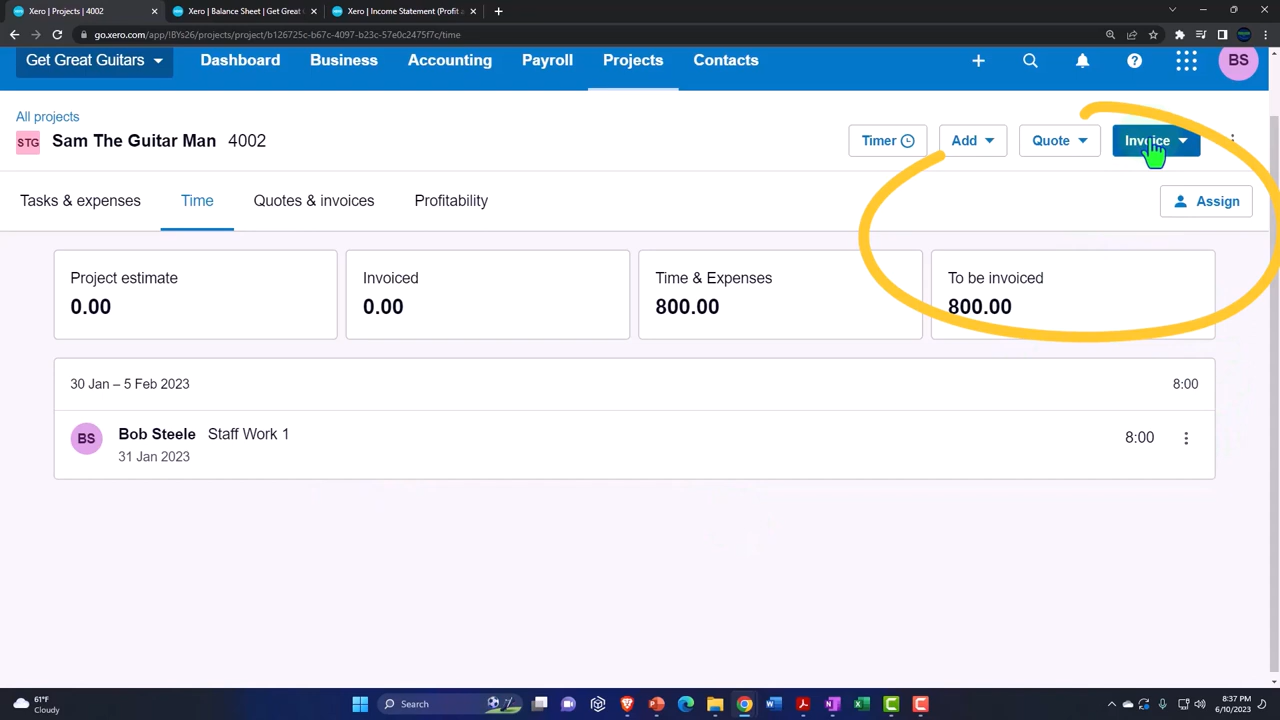 Xero | Projects | 4002
Xero | Balance Sheet | Get Great
Xero | Income Statement (Profit a
go.xero.com/app/!BYs26/projects/project/b126725c-b67c-4097-b23c-57e0c2475f7c/time
Get Great Guitars
Dashboard
Business
Accounting
Payroll
Projects
Contacts
BS
All projects
STG
Sam The Guitar Man 4002
Timer
Add
Quote
Invoice
Tasks & expenses
Time
Quotes & invoices
Profitability
Assign
Project estimate
0.00
Invoiced
0.00
Time & Expenses
800.00
To be invoiced
800.00
30 Jan – 5 Feb 2023
8:00
BS
Bob Steele Staff Work 1
8:00
31 Jan 2023
61°F
Cloudy
Search
8:37 PM
6/10/2023